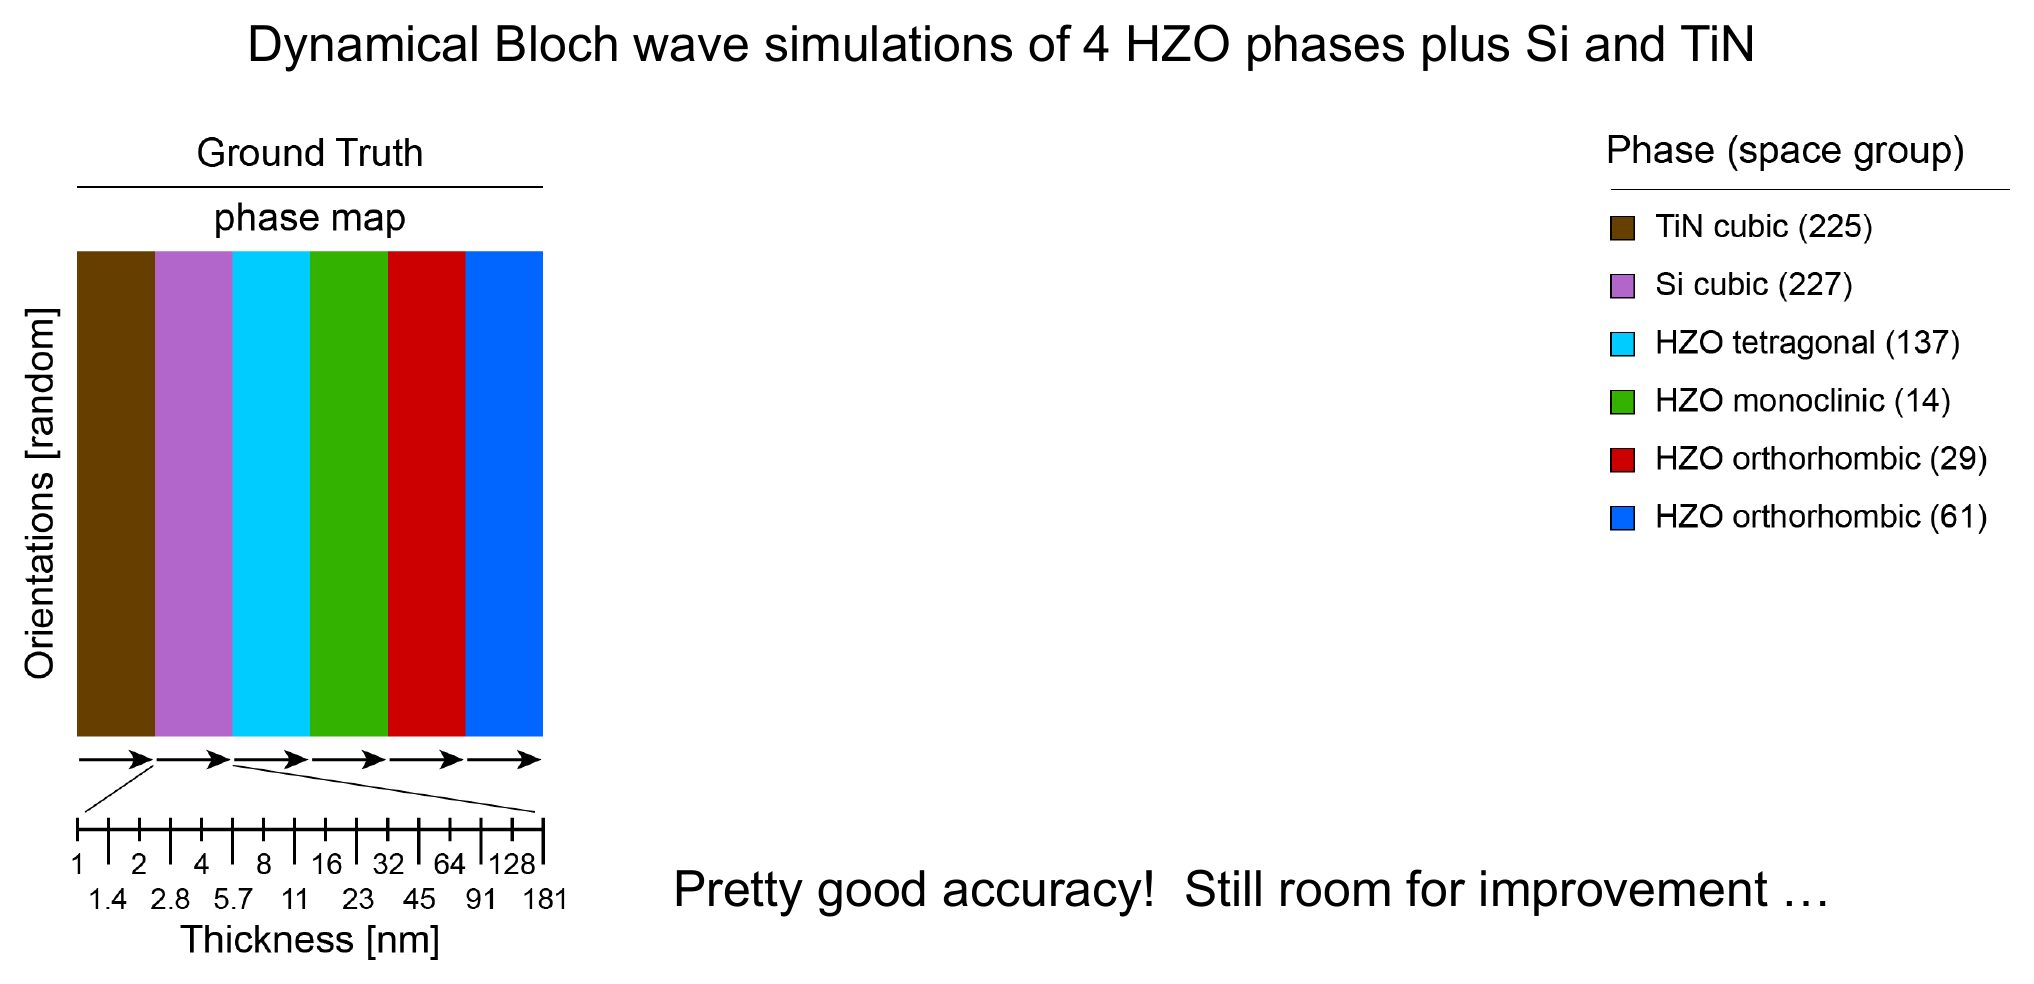 Dynamical Bloch wave simulations of 4 HZO phases plus Si and TiN
Ground Truth
phase map
Orientations [random]
1 2 4 8 16 32 64 128
1.4 2.8 5.7 11 23 45 91 181
Thickness [nm]
Phase (space group)
TiN cubic (225)
Si cubic (227)
HZO tetragonal (137)
HZO monoclinic (14)
HZO orthorhombic (29)
HZO orthorhombic (61)
Pretty good accuracy! Still room for improvement …